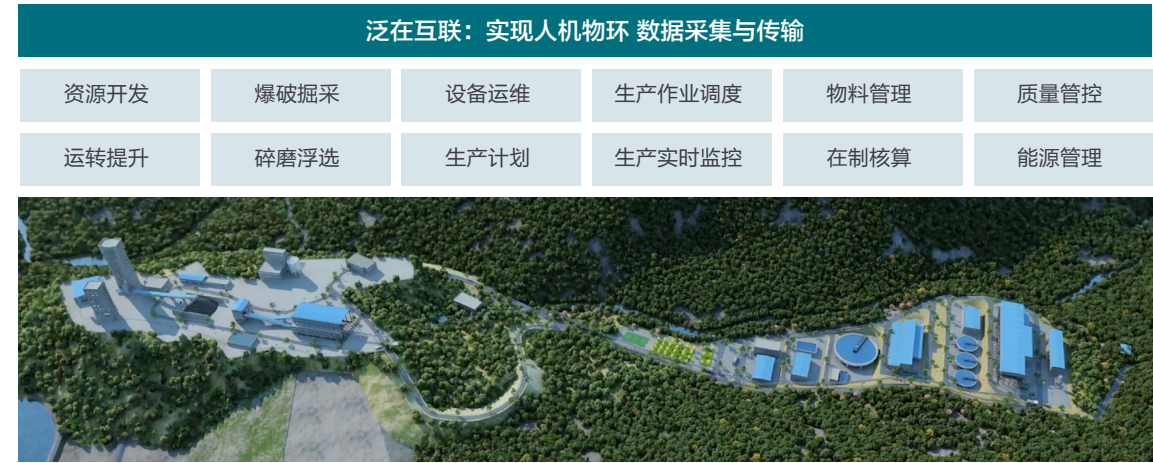 泛在互联：实现人机物环 数据采集与传输
资源开发 爆破掘采 设备运维 生产作业调度 物料管理 质量管控
运转提升 碎磨浮选 生产计划 生产实时监控 在制核算 能源管理